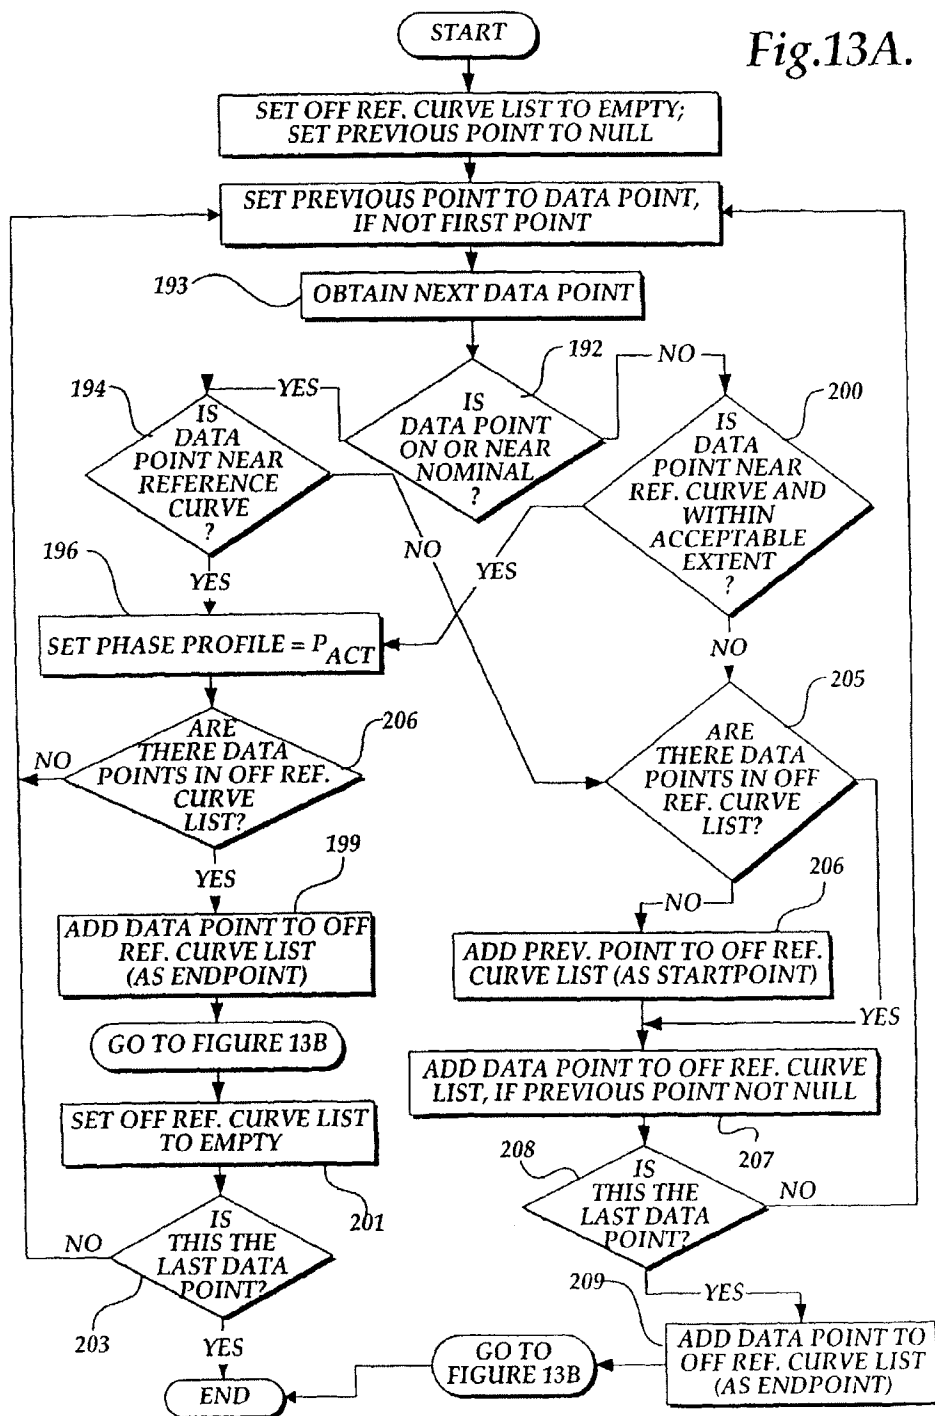 START
Fig.13A.
SET OFF REF. CURVE LIST TO EMPTY;
SET PREVIOUS POINT TO NULL
SET PREVIOUS POINT TO DATA POINT,
IF NOT FIRST POINT
193
OBTAIN NEXT DATA POINT
192
NO
YES
194
200
IS
DATA POINT
ON OR NEAR
NOMINAL
?
IS
DATA
POINT NEAR
REFERENCE
CURVE
?
IS
DATA
POINT NEAR
REF. CURVE AND
WITHIN
ACCEPTABLE
EXTENT
?
NO
YES
196
YES
SET PHASE PROFILE = PACT
NO
205
206
ARE
THERE DATA
POINTS IN OFF REF.
CURVE
LIST?
NO
ARE
THERE DATA
POINTS IN OFF
REF. CURVE
LIST?
YES
199
NO
206
ADD DATA POINT TO OFF
REF. CURVE LIST
(AS ENDPOINT)
ADD PREV. POINT TO OFF REF.
CURVE LIST (AS STARTPOINT)
YES
GO TO FIGURE 13B
ADD DATA POINT TO OFF REF. CURVE
LIST, IF PREVIOUS POINT NOT NULL
SET OFF REF. CURVE LIST
TO EMPTY
207
208
201
IS
THIS THE
LAST DATA
POINT?
NO
IS
THIS THE
LAST DATA
POINT?
NO
203
YES
209
YES
ADD DATA POINT TO
OFF REF. CURVE LIST
(AS ENDPOINT)
GO TO
FIGURE 13B
END